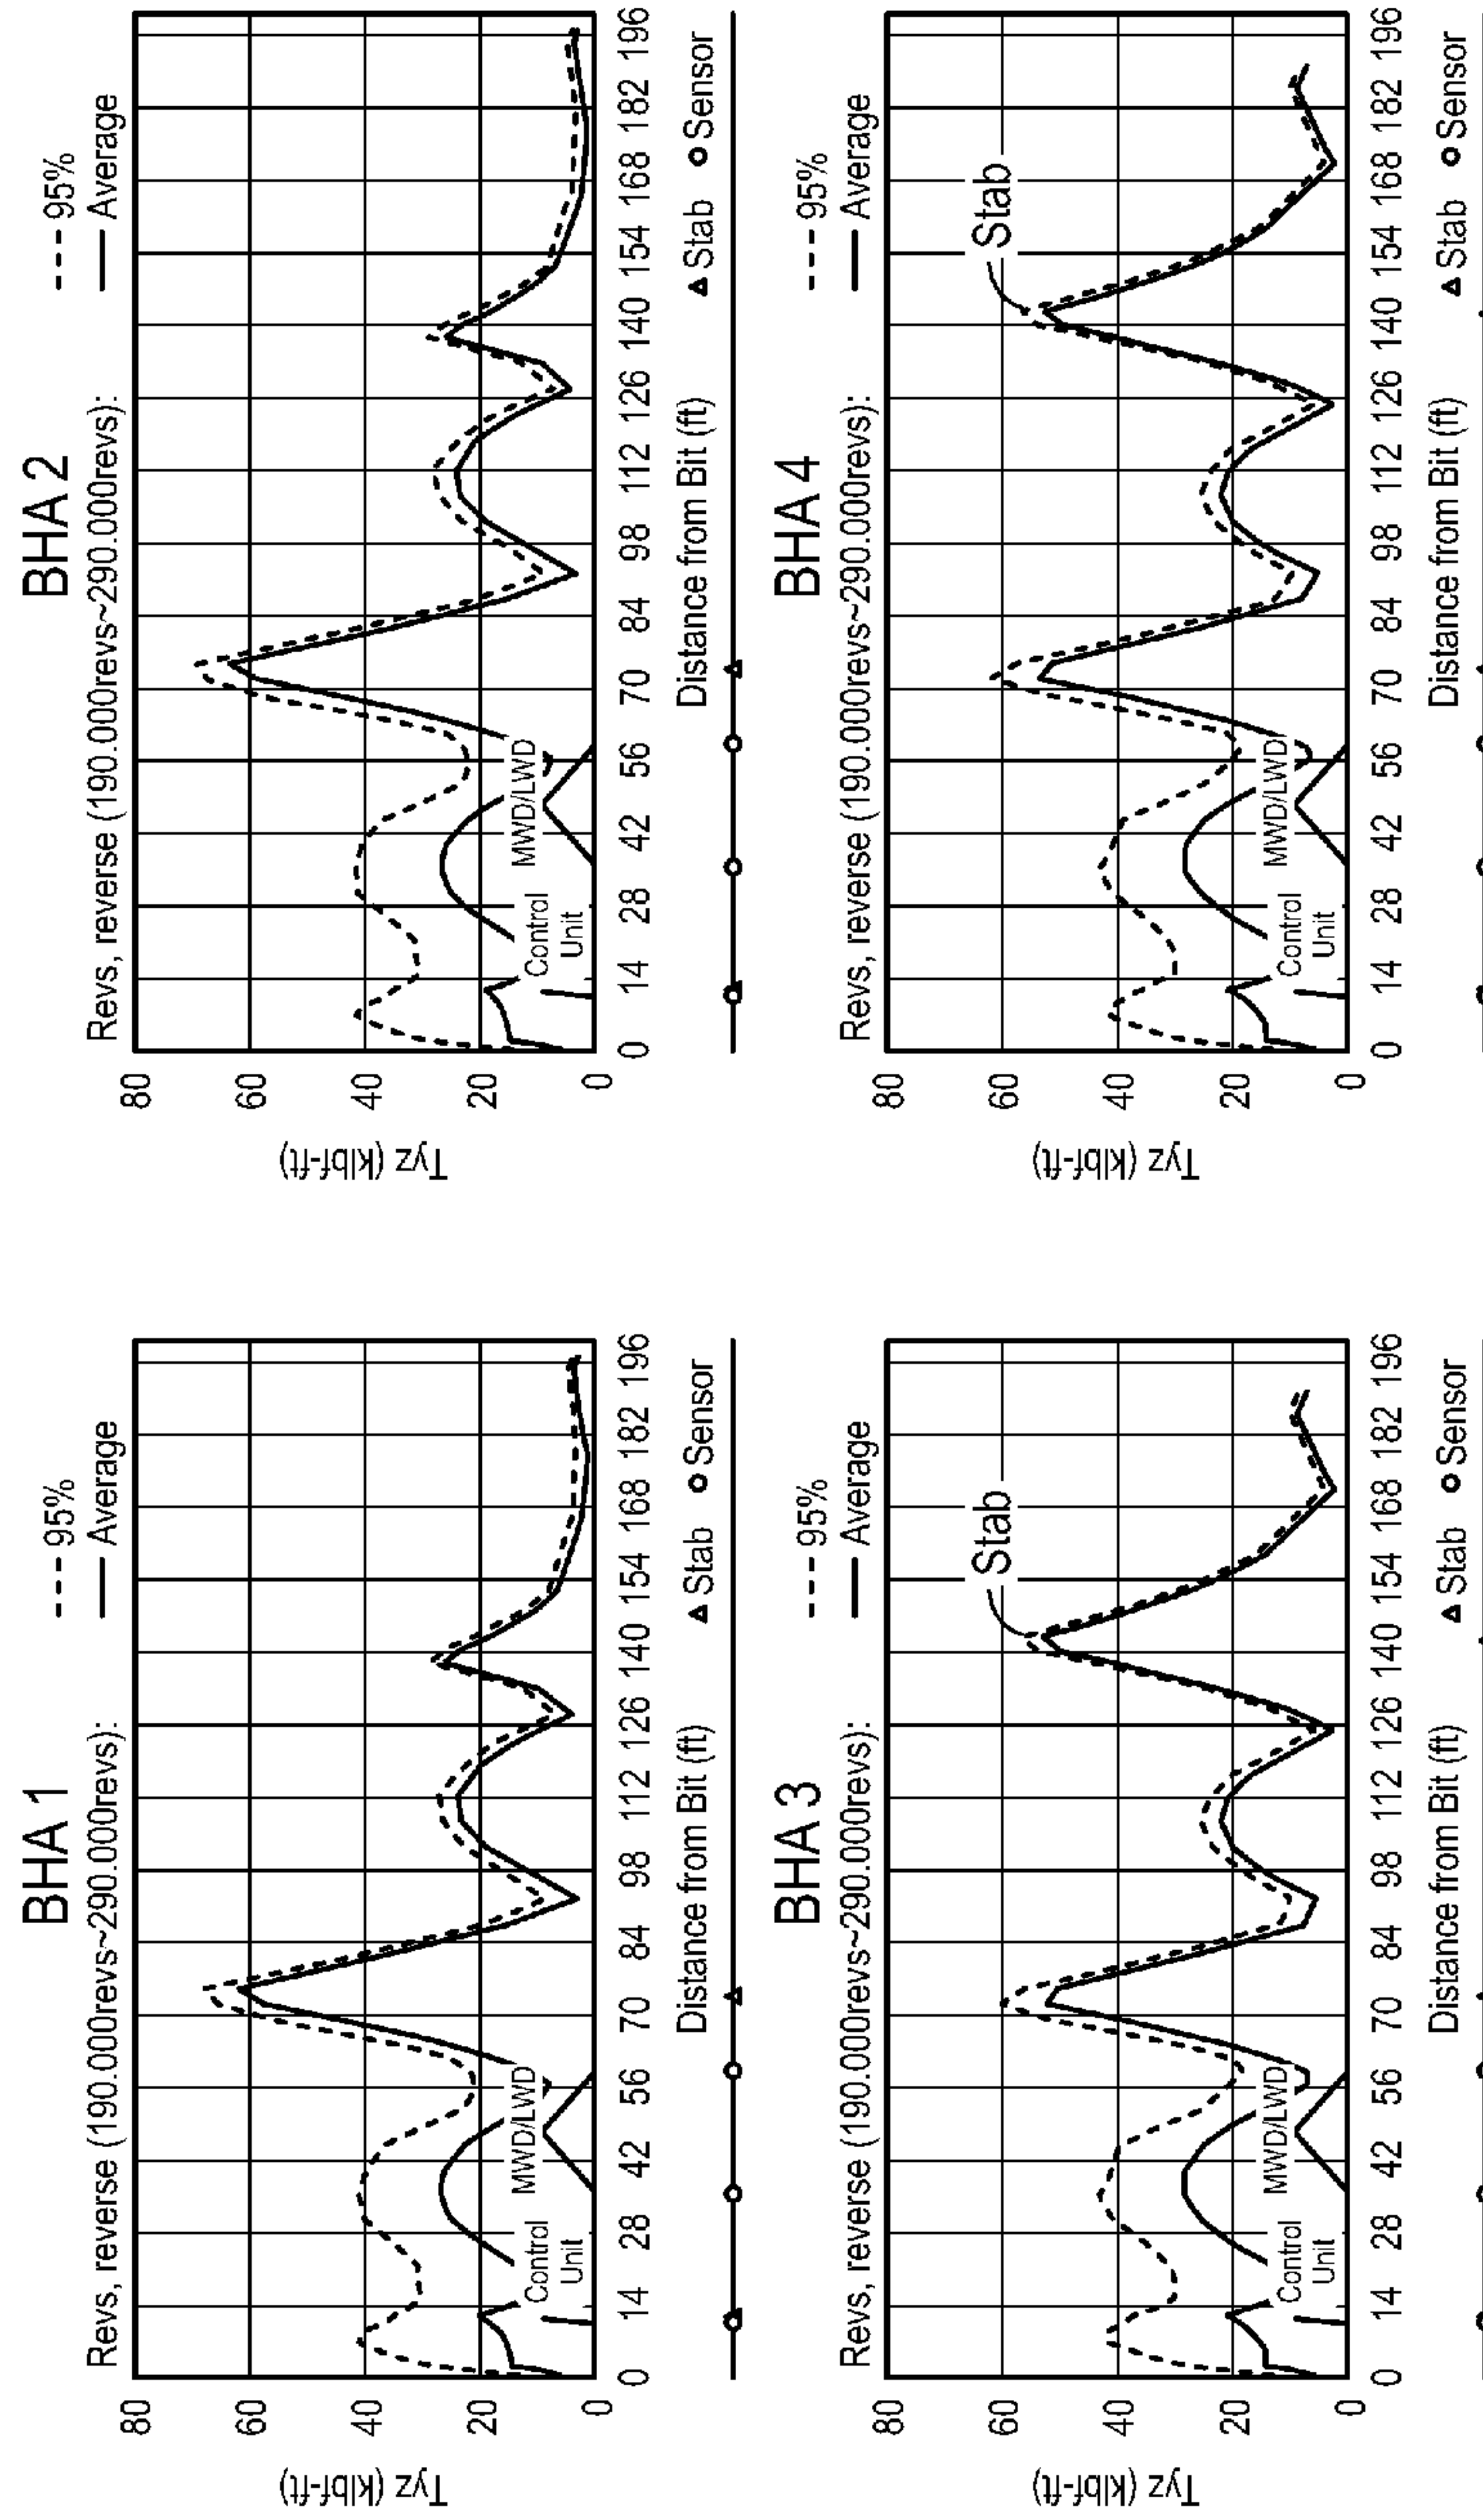 BHA 1
--- 95%
— Average
Revs, reverse (190.000revs~290.000revs):
Tyz (klbf-ft)
80
60
40
20
0
Control
Unit
MWD/LWD
0 14 28 42 56 70 84 98 112 126 140 154 168 182 196
Distance from Bit (ft)
Stab
Sensor
BHA 2
--- 95%
— Average
Revs, reverse (190.000revs~290.000revs):
Tyz (klbf-ft)
80
60
40
20
0
Control
Unit
MWD/LWD
0 14 28 42 56 70 84 98 112 126 140 154 168 182 196
Distance from Bit (ft)
Stab
Sensor
BHA 3
--- 95%
— Average
Revs, reverse (190.000revs~290.000revs):
Tyz (klbf-ft)
80
60
40
20
0
Stab
Control
Unit
MWD/LWD
0 14 28 42 56 70 84 98 112 126 140 154 168 182 196
Distance from Bit (ft)
Stab
Sensor
BHA 4
--- 95%
— Average
Revs, reverse (190.000revs~290.000revs):
Tyz (klbf-ft)
80
60
40
20
0
Stab
Control
Unit
MWD/LWD
0 14 28 42 56 70 84 98 112 126 140 154 168 182 196
Distance from Bit (ft)
Stab
Sensor